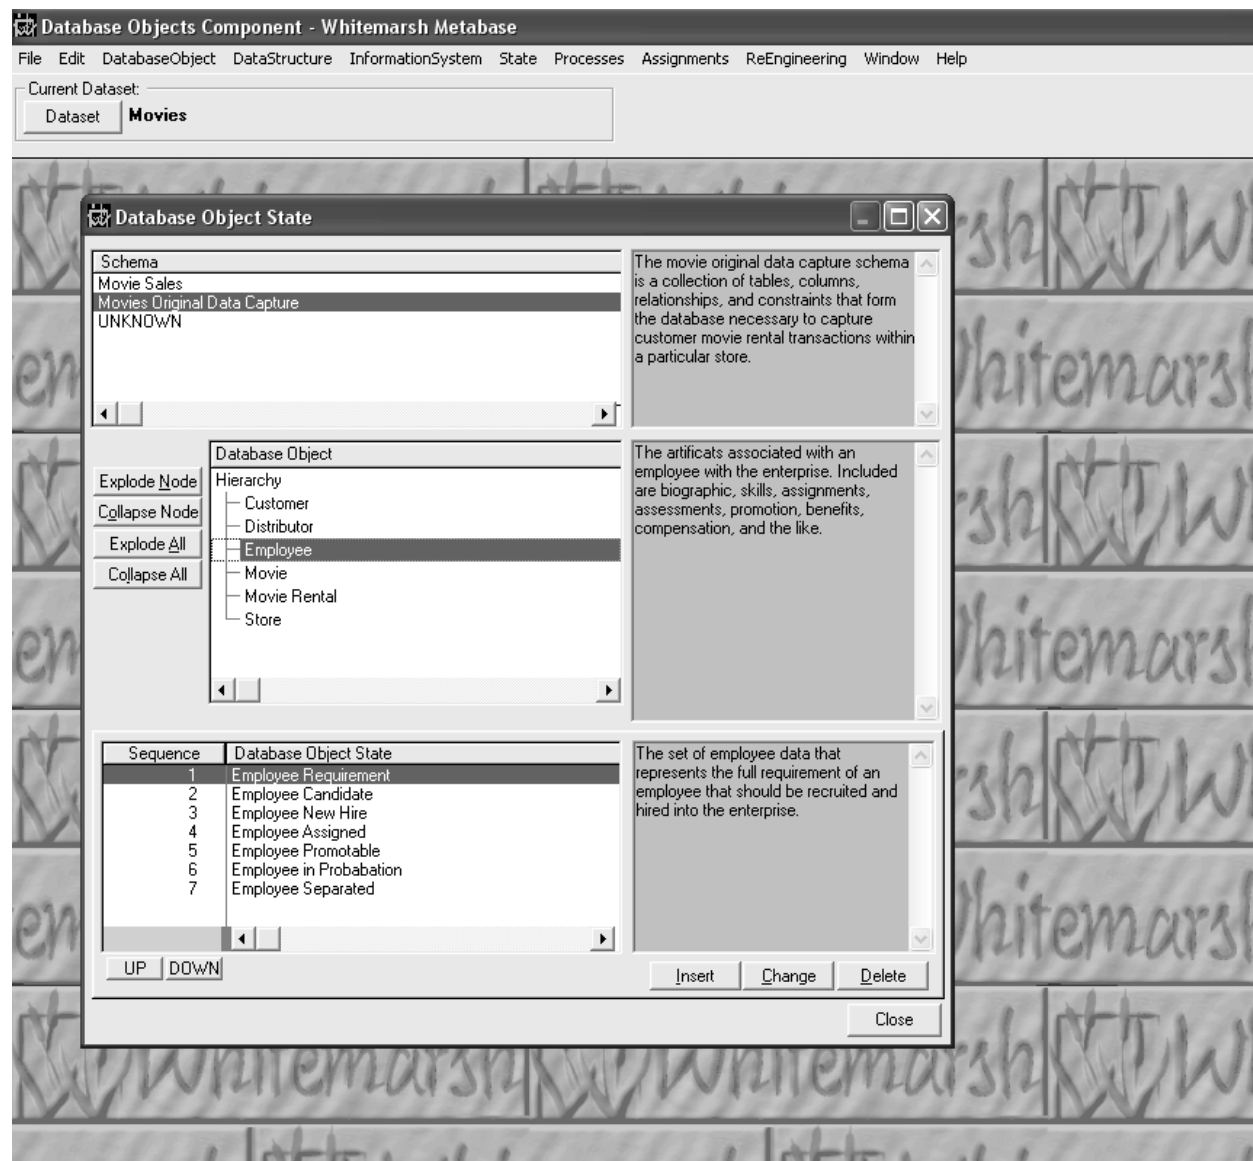 Database Objects Component - Whitemarsh Metabase
File Edit DatabaseObject DataStructure InformationSystem State Processes Assignments ReEngineering Window Help
Current Dataset:
Dataset Movies
Database Object State
Schema
Movie Sales
Movies Original Data Capture
UNKNOWN
The movie original data capture schema
is a collection of tables, columns,
relationships, and constraints that form
the database necessary to capture
customer movie rental transactions within
a particular store.
Explode Node
Collapse Node
Explode All
Collapse All
Database Object
Hierarchy
Customer
Distributor
Employee
Movie
Movie Rental
Store
The artificats associated with an
employee with the enterprise. Included
are biographic, skills, assignments,
assessments, promotion, benefits,
compensation, and the like.
Sequence Database Object State
1 Employee Requirement
2 Employee Candidate
3 Employee New Hire
4 Employee Assigned
5 Employee Promotable
6 Employee in Probabation
7 Employee Separated
The set of employee data that
represents the full requirement of an
employee that should be recruited and
hired into the enterprise.
UP DOWN
Insert Change Delete
Close
Whitemarsh Whitemarsh